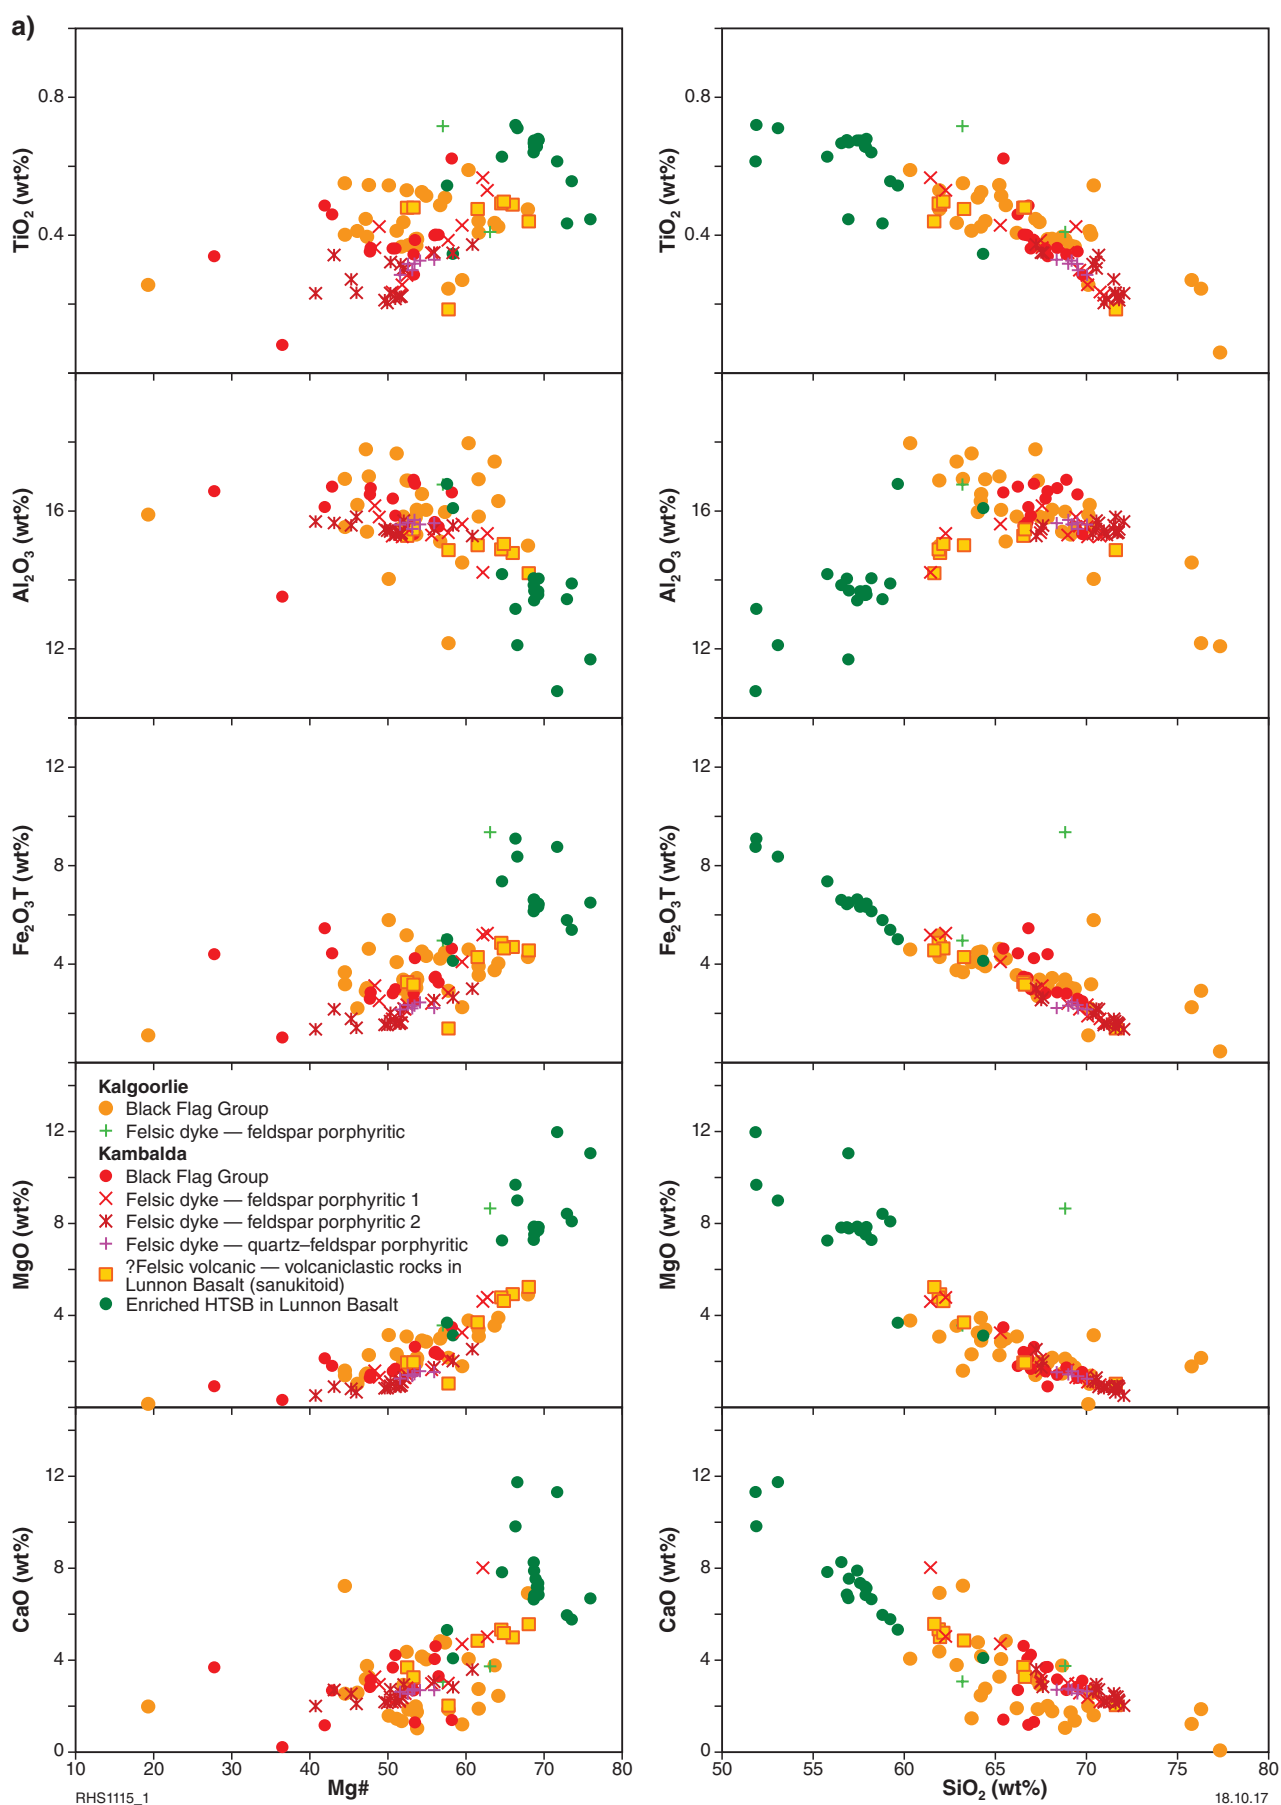 a)
0.8
0.4
TiO2 (wt%)
0.8
0.4
TiO2 (wt%)
16
12
Al2O3 (wt%)
16
12
Al2O3 (wt%)
12
8
4
Fe2O3T (wt%)
12
8
4
Fe2O3T (wt%)
12
8
4
MgO (wt%)
Kalgoorlie
Black Flag Group
Felsic dyke — feldspar porphyritic
Kambalda
Black Flag Group
Felsic dyke — feldspar porphyritic 1
Felsic dyke — feldspar porphyritic 2
Felsic dyke — quartz–feldspar porphyritic
?Felsic volcanic — volcaniclastic rocks in
Lunnon Basalt (sanukitoid)
Enriched HTSB in Lunnon Basalt
12
8
4
MgO (wt%)
12
8
4
0
CaO (wt%)
12
8
4
0
CaO (wt%)
10 20 30 40 50 60 70 80
Mg#
50 55 60 65 70 75 80
SiO2 (wt%)
RHS1115_1
18.10.17